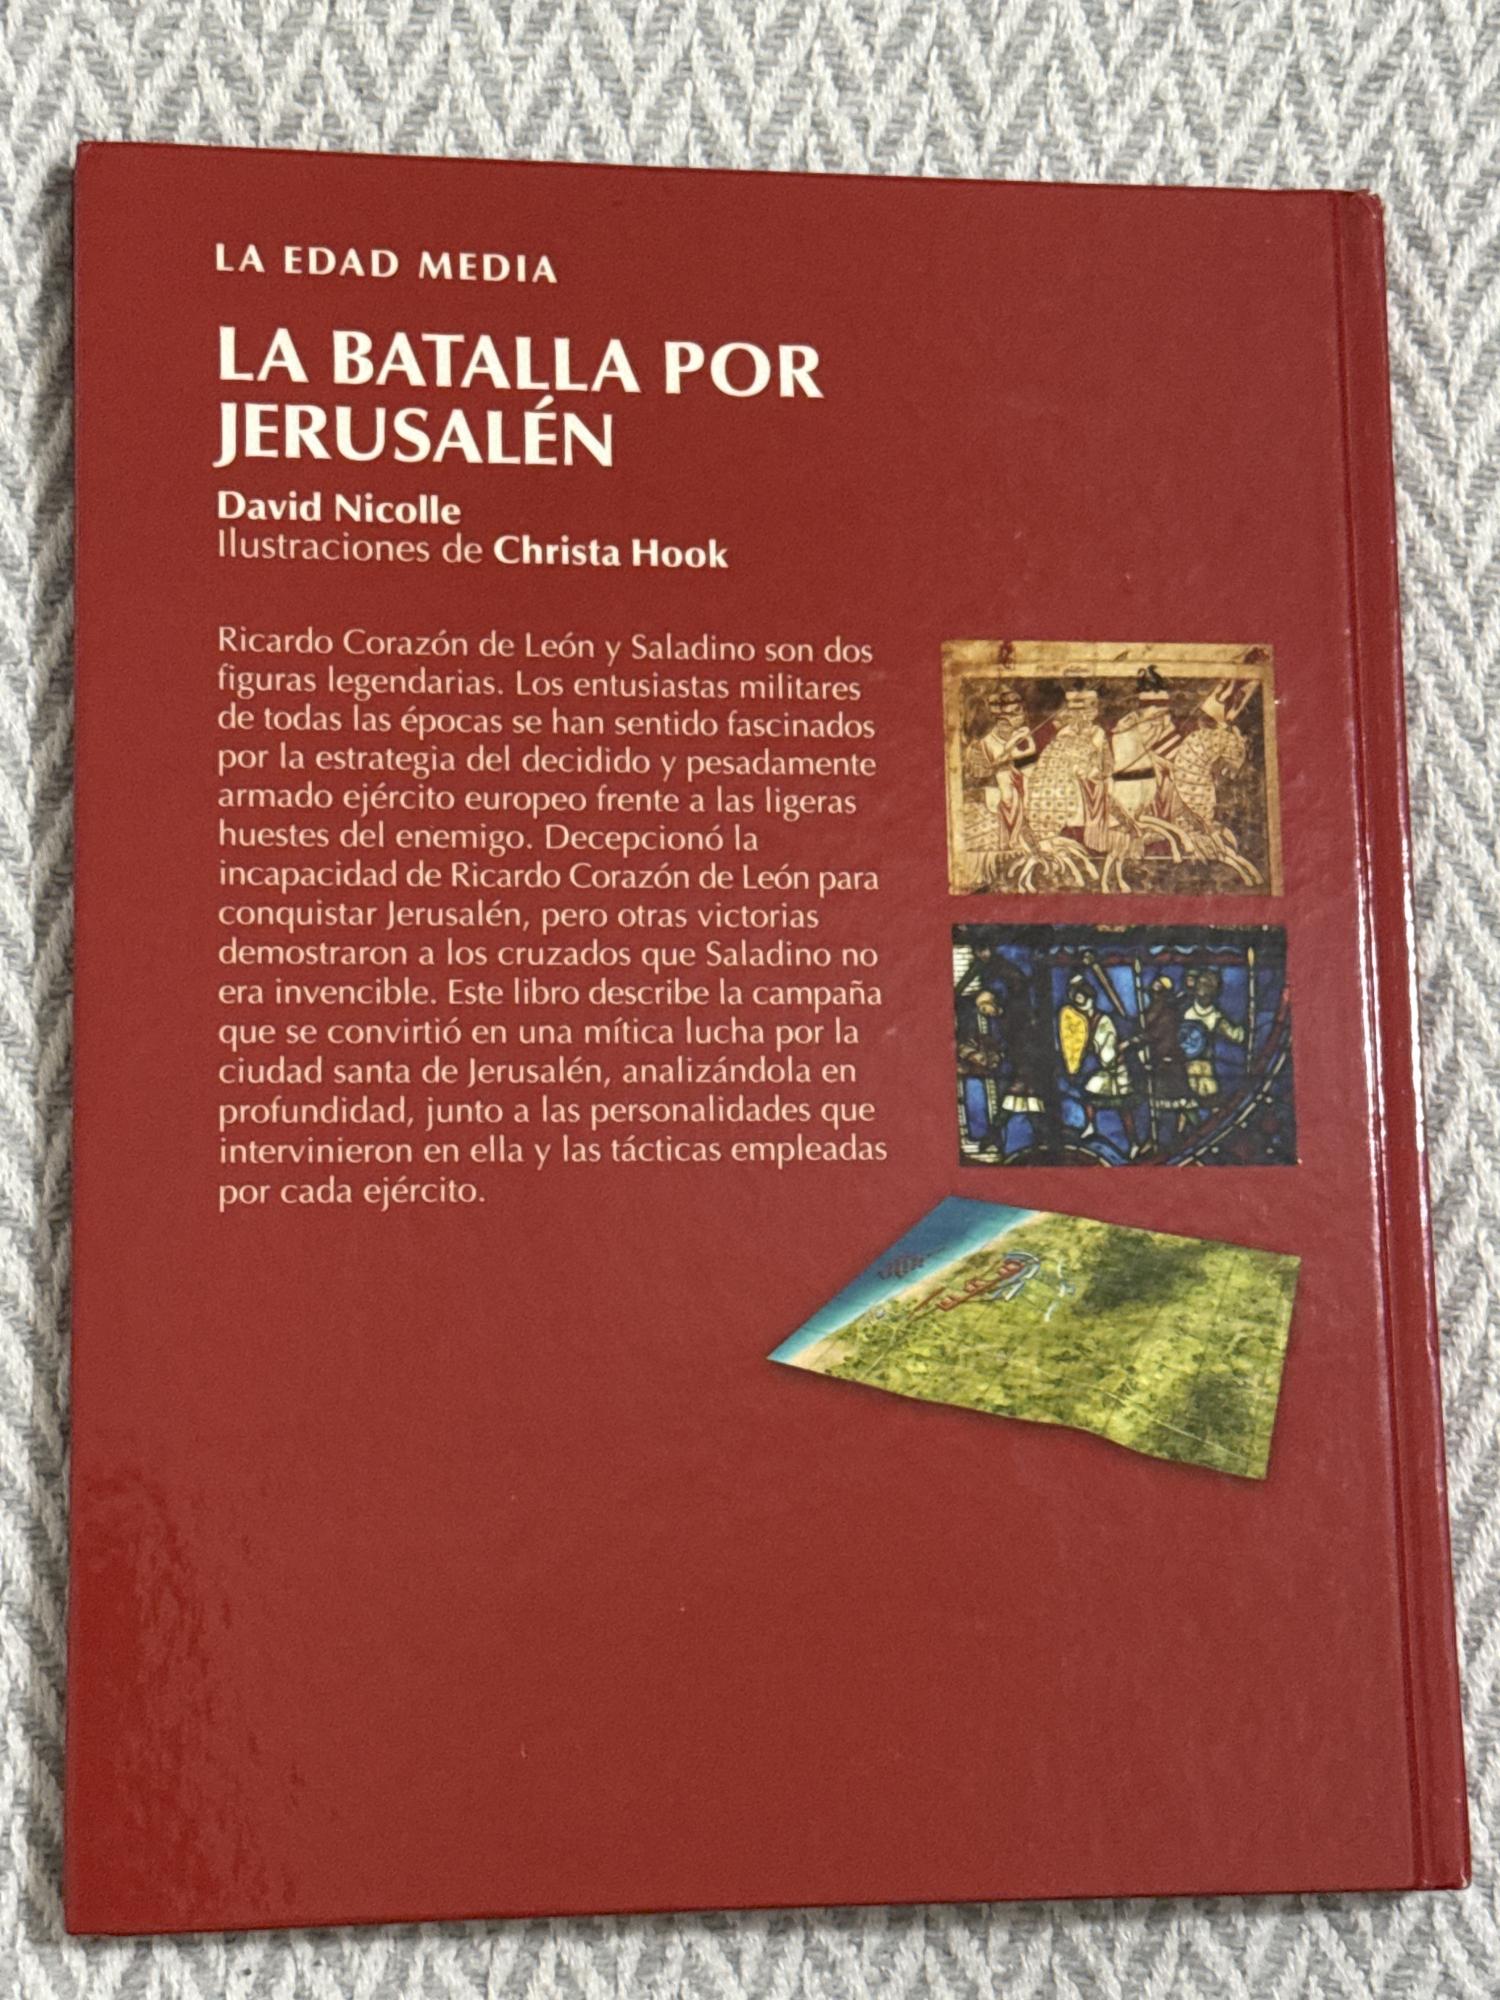 LA EDAD MEDIA
LA BATALLA POR
JERUSALÉN
David Nicolle
Ilustraciones de Christa Hook
Ricardo Corazón de León y Saladino son dos
figuras legendarias. Los entusiastas militares
de todas las épocas se han sentido fascinados
por la estrategia del decidido y pesadamente
armado ejército europeo frente a las ligeras
huestes del enemigo. Decepcionó la
incapacidad de Ricardo Corazón de León para
conquistar Jerusalén, pero otras victorias
demostraron a los cruzados que Saladino no
era invencible. Este libro describe la campaña
que se convirtió en una mítica lucha por la
ciudad santa de Jerusalén, analizándola en
profundidad, junto a las personalidades que
intervinieron en ella y las tácticas empleadas
por cada ejército.